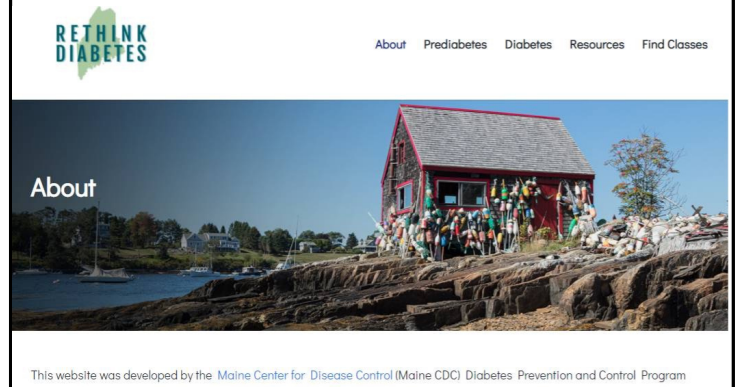 RETHINK
DIABETES
About Prediabetes Diabetes Resources Find Classes
About
This website was developed by the Maine Center for Disease Control (Maine CDC) Diabetes Prevention and Control Program